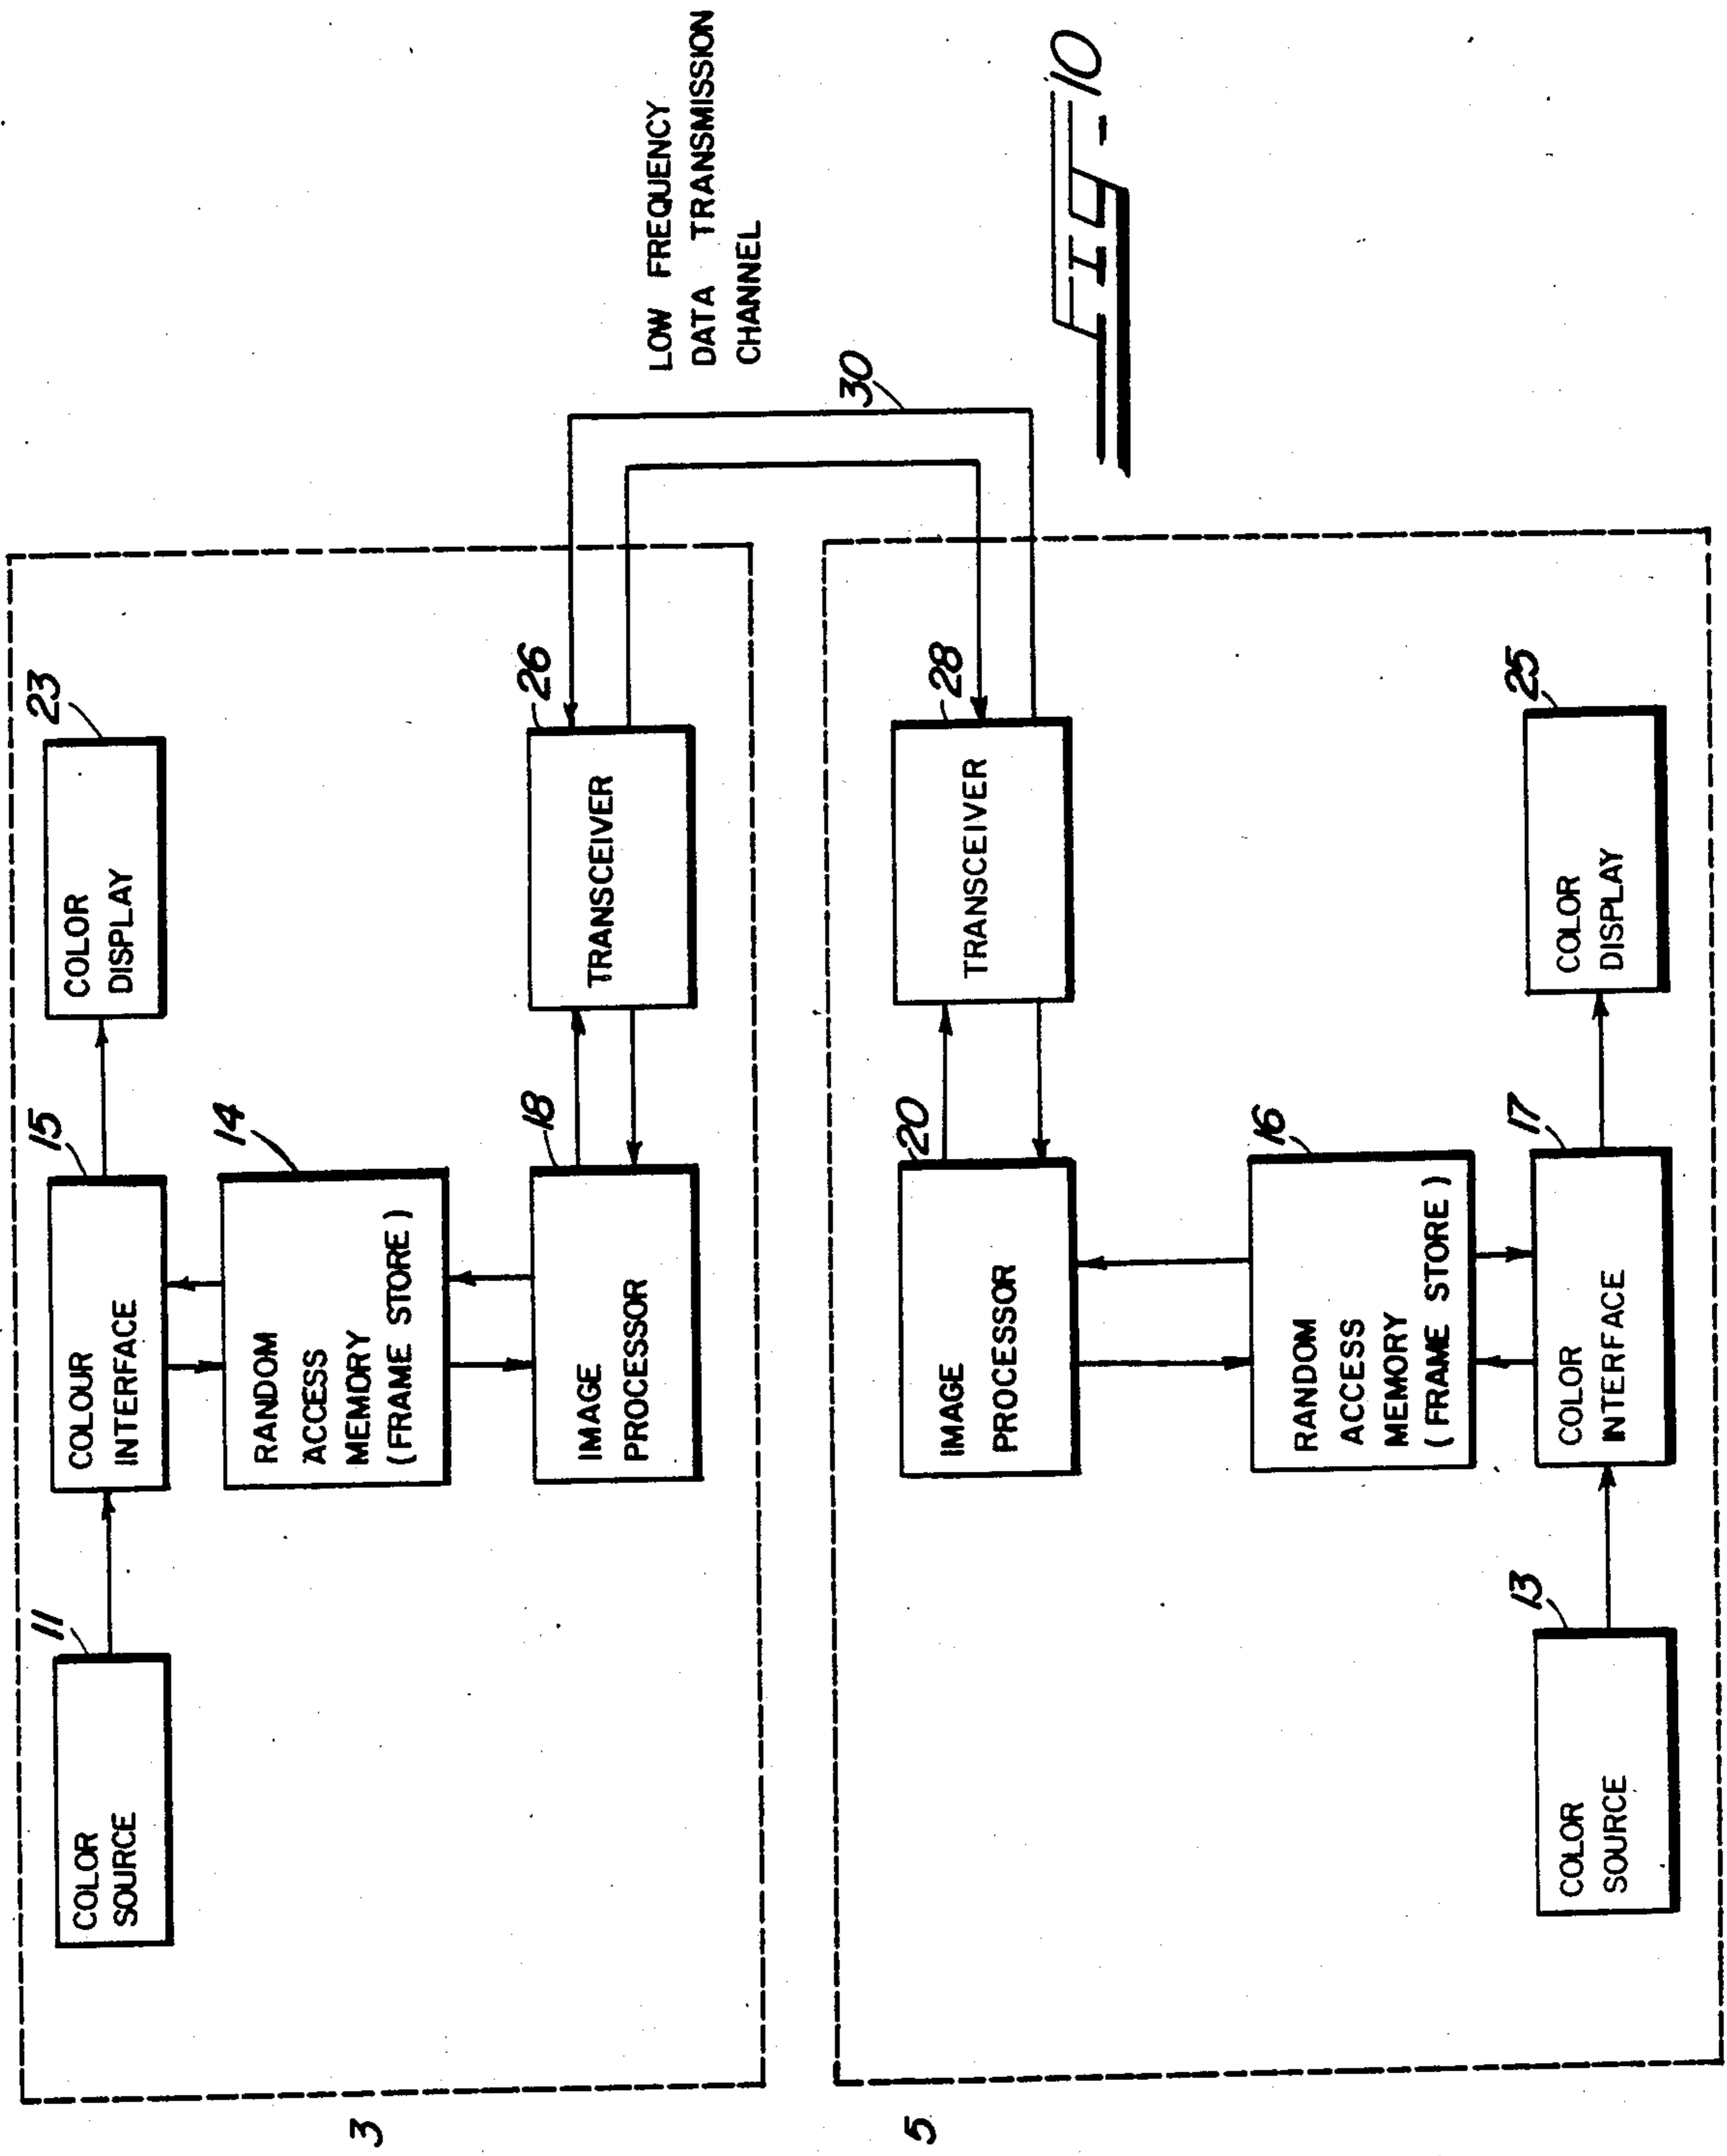 3
11
COLOR
SOURCE
15
COLOUR
INTERFACE
23
COLOR
DISPLAY
14
RANDOM
ACCESS
MEMORY
(FRAME STORE)
18
IMAGE
PROCESSOR
26
TRANSCEIVER
LOW FREQUENCY
DATA TRANSMISSION
CHANNEL
30
5
20
IMAGE
PROCESSOR
28
TRANSCEIVER
16
RANDOM
ACCESS
MEMORY
(FRAME STORE)
13
COLOR
SOURCE
17
COLOR
INTERFACE
25
COLOR
DISPLAY
FIG-10